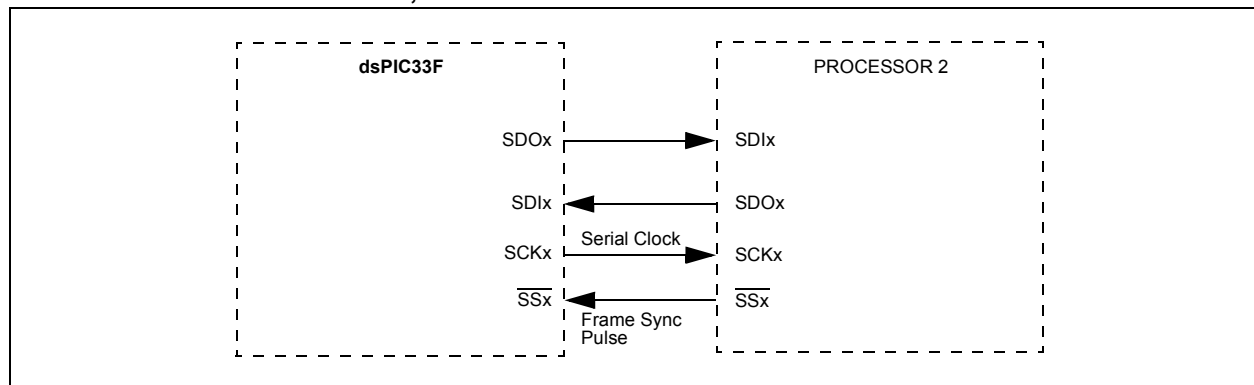 dsPIC33F
PROCESSOR 2
SDOx
SDIx
SDIx
SDOx
Serial Clock
SCKx
SCKx
SSx
SSx
Frame Sync
Pulse